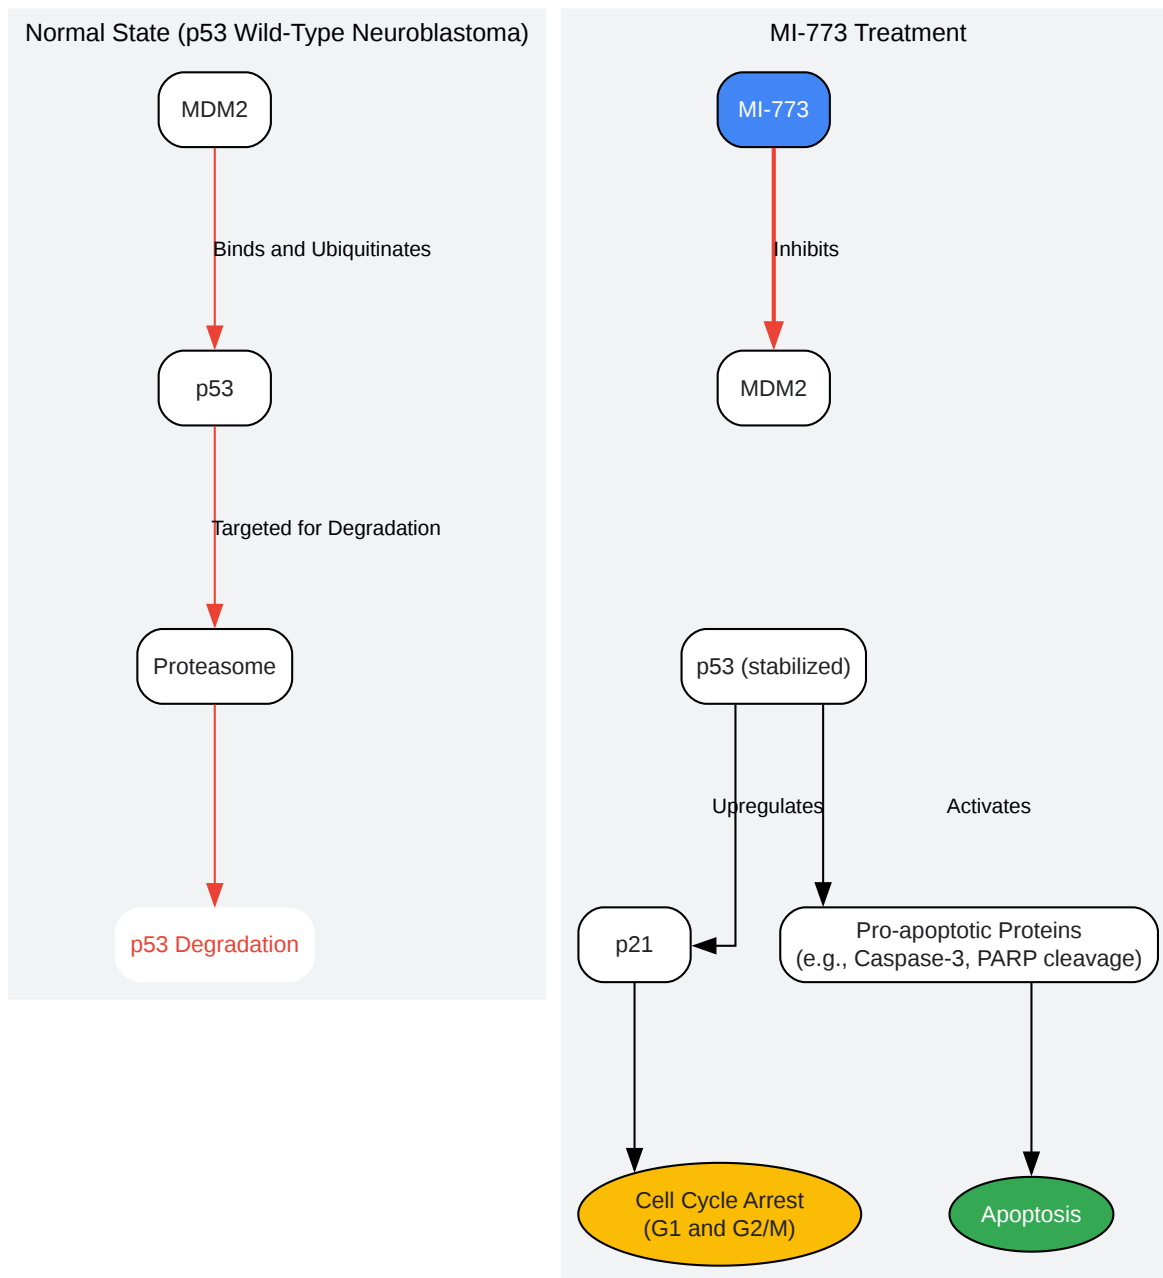 Normal State (p53 Wild-Type Neuroblastoma)
MDM2
Binds and Ubiquitinates
p53
Targeted for Degradation
Proteasome
p53 Degradation
MI-773 Treatment
MI-773
Inhibits
MDM2
p53 (stabilized)
Upregulates
Activates
p21
Pro-apoptotic Proteins
(e.g., Caspase-3, PARP cleavage)
Cell Cycle Arrest
(G1 and G2/M)
Apoptosis